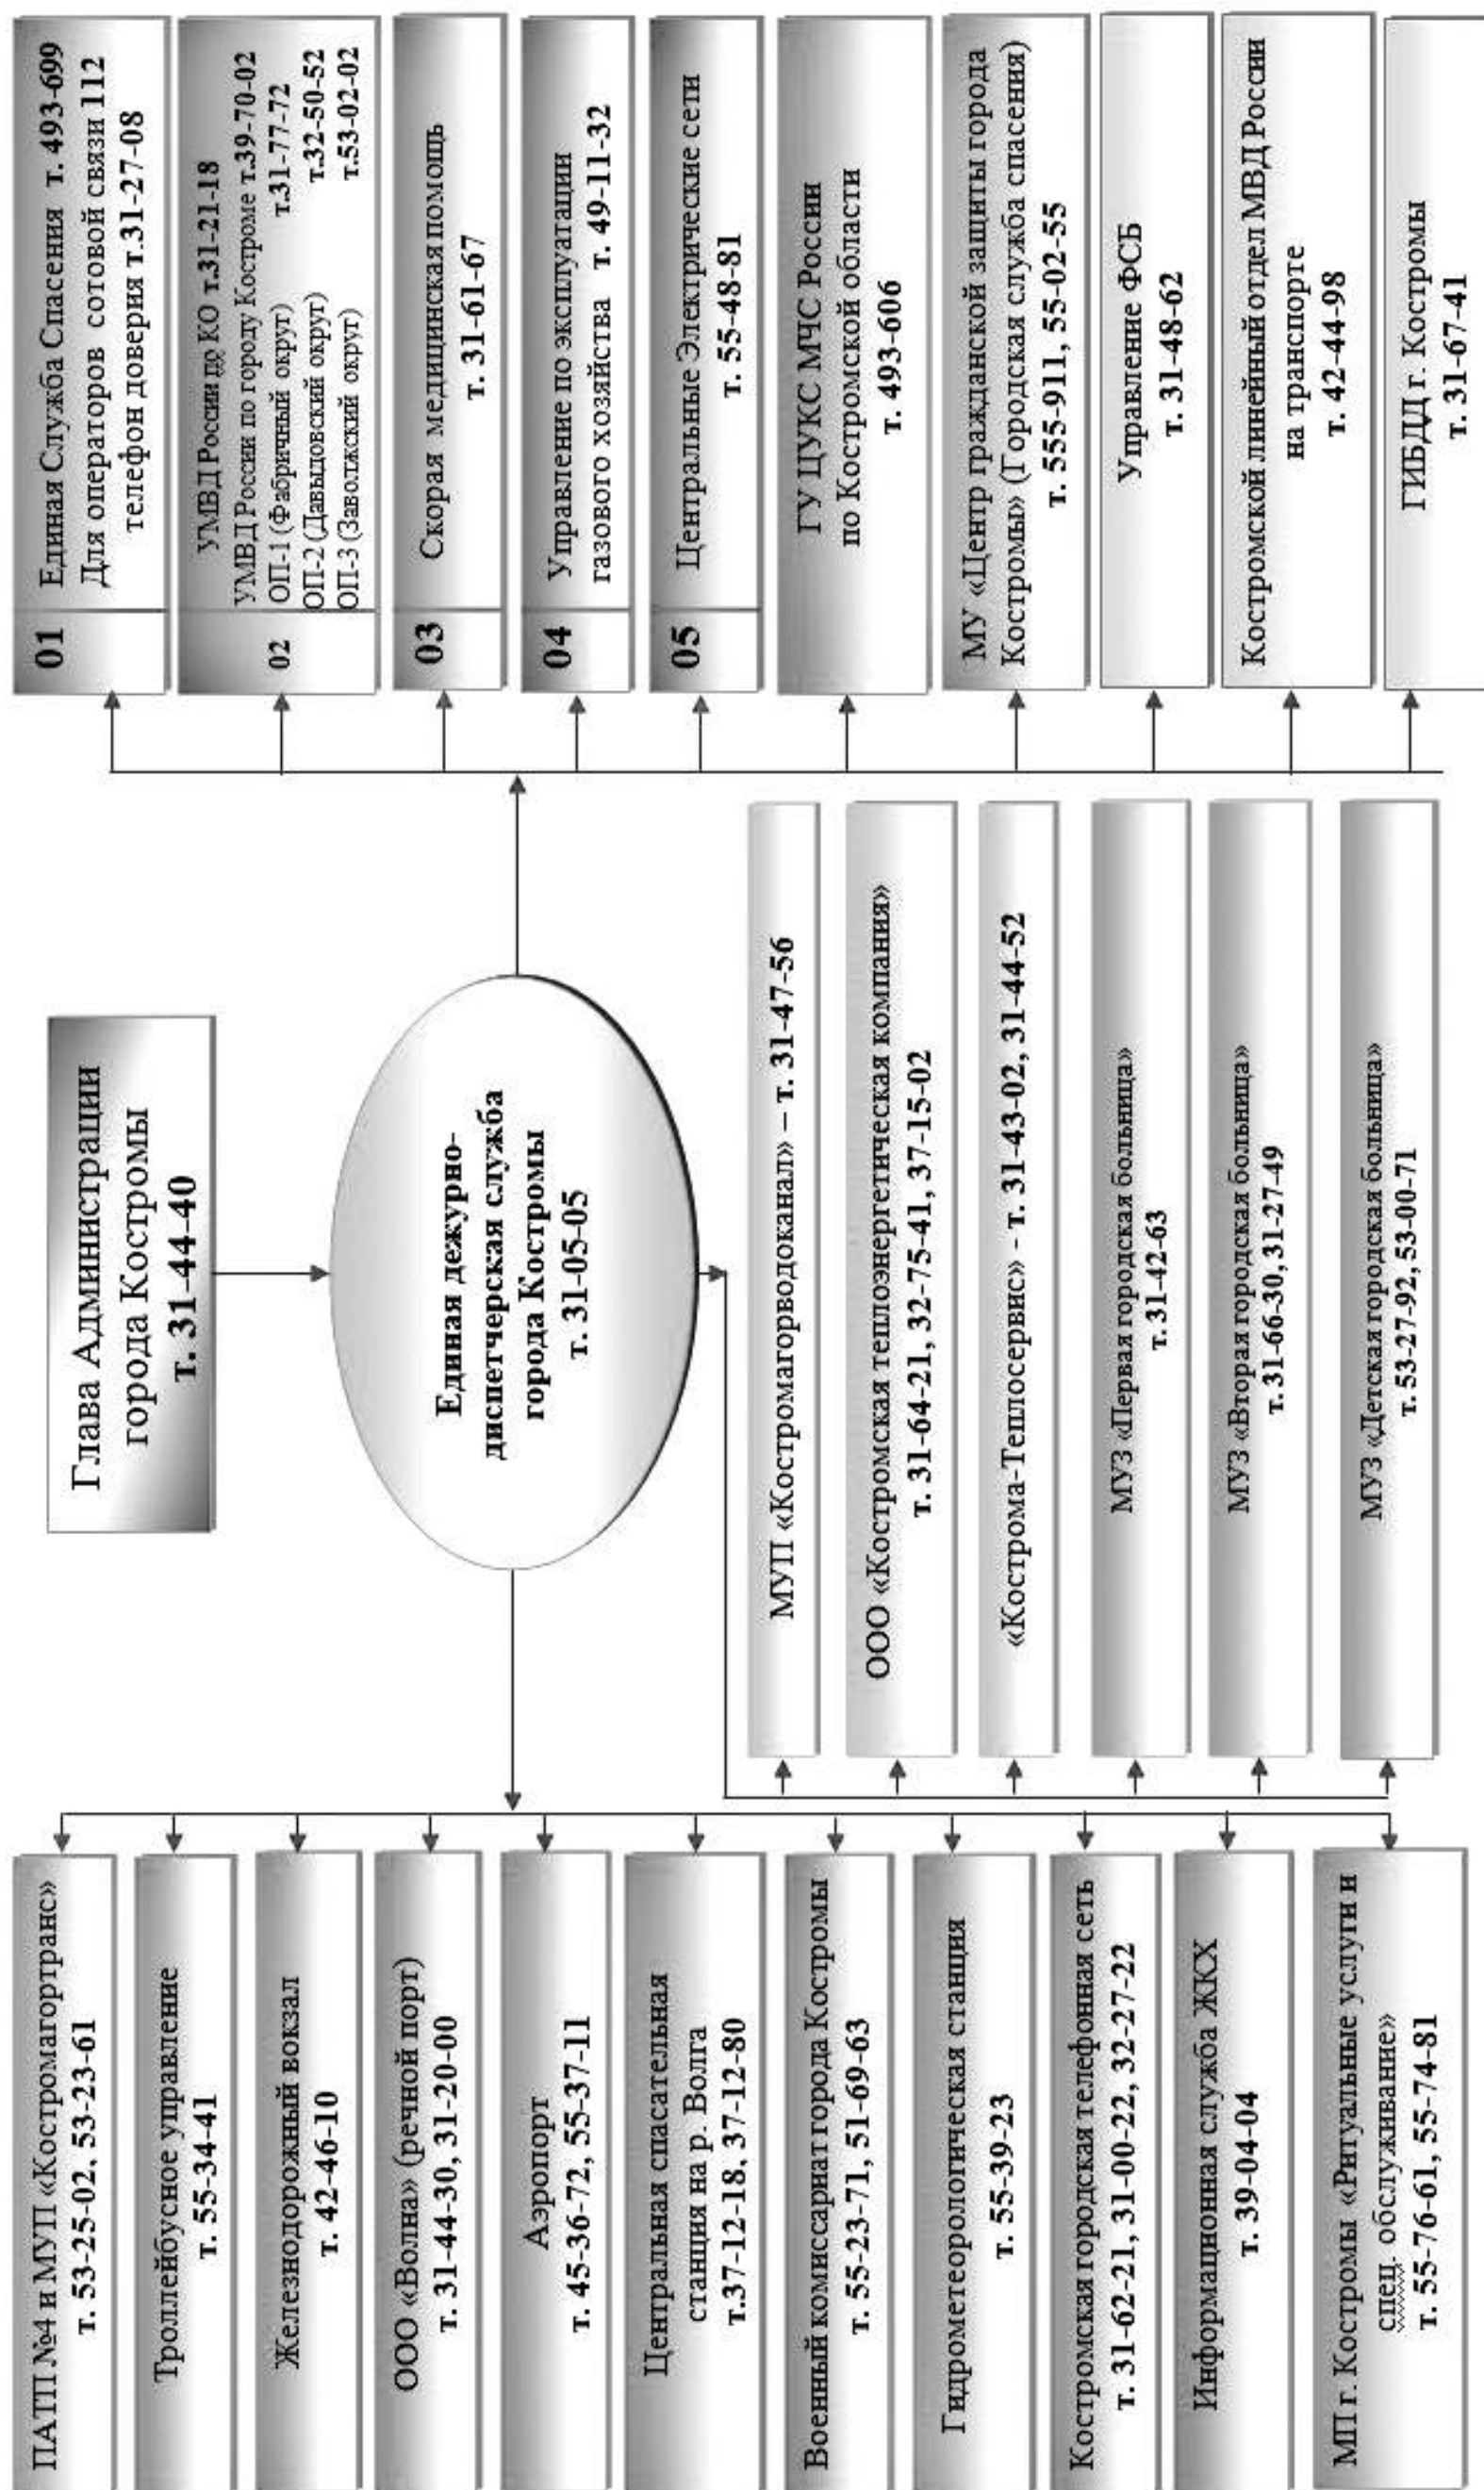 Глава Администрации
города Костромы
т. 31-44-40
Единая дежурно-
диспетчерская служба
города Костромы
т. 31-05-05
ПАТП №4 и МУП «Костромагортранс»
т. 53-25-02, 53-23-61
Троллейбусное управление
т. 55-34-41
Железнодорожный вокзал
т. 42-46-10
ООО «Волна» (речной порт)
т. 31-44-30, 31-20-00
Аэропорт
т. 45-36-72, 55-37-11
Центральная спасательная
станция на р. Волга
т.37-12-18, 37-12-80
Военный комиссариат города Костромы
т. 55-23-71, 51-69-63
Гидрометеорологическая станция
т. 55-39-23
Костромская городская телефонная сеть
т. 31-62-21, 31-00-22, 32-27-22
Информационная служба ЖКХ
т. 39-04-04
МП г. Костромы «Ритуальные услуги и
спец. обслуживание»
т. 55-76-61, 55-74-81
МУП «Костромагорводоканал» – т. 31-47-56
ООО «Костромская теплоэнергетическая компания»
т. 31-64-21, 32-75-41, 37-15-02
«Кострома-Теплосервис» - т. 31-43-02, 31-44-52
МУЗ «Первая городская больница»
т.31-42-63
МУЗ «Вторая городская больница»
т.31-66-30, 31-27-49
МУЗ «Детская городская больница»
т. 53-27-92, 53-00-71
01 Единая Служба Спасения т. 493-699
Для операторов сотовой связи 112
телефон доверия т.31-27-08
УМВД России по КО т.31-21-18
УМВД России по городу Костроме т.39-70-02
02 ОП-1 (Фабричный округ) т.31-77-72
ОП-2 (Давыдовский округ) т.32-50-52
ОП-3 (Заволжский округ) т.53-02-02
03 Скорая медицинская помощь
т. 31-61-67
04 Управление по эксплуатации
газового хозяйства т. 49-11-32
05 Центральные Электрические сети
т. 55-48-81
ГУ ЦУКС МЧС России
по Костромской области
т. 493-606
МУ «Центр гражданской защиты города
Костромы» (Городская служба спасения)
т. 555-911, 55-02-55
Управление ФСБ
т. 31-48-62
Костромской линейный отдел МВД России
на транспорте
т. 42-44-98
ГИБДД г. Костромы
т. 31-67-41